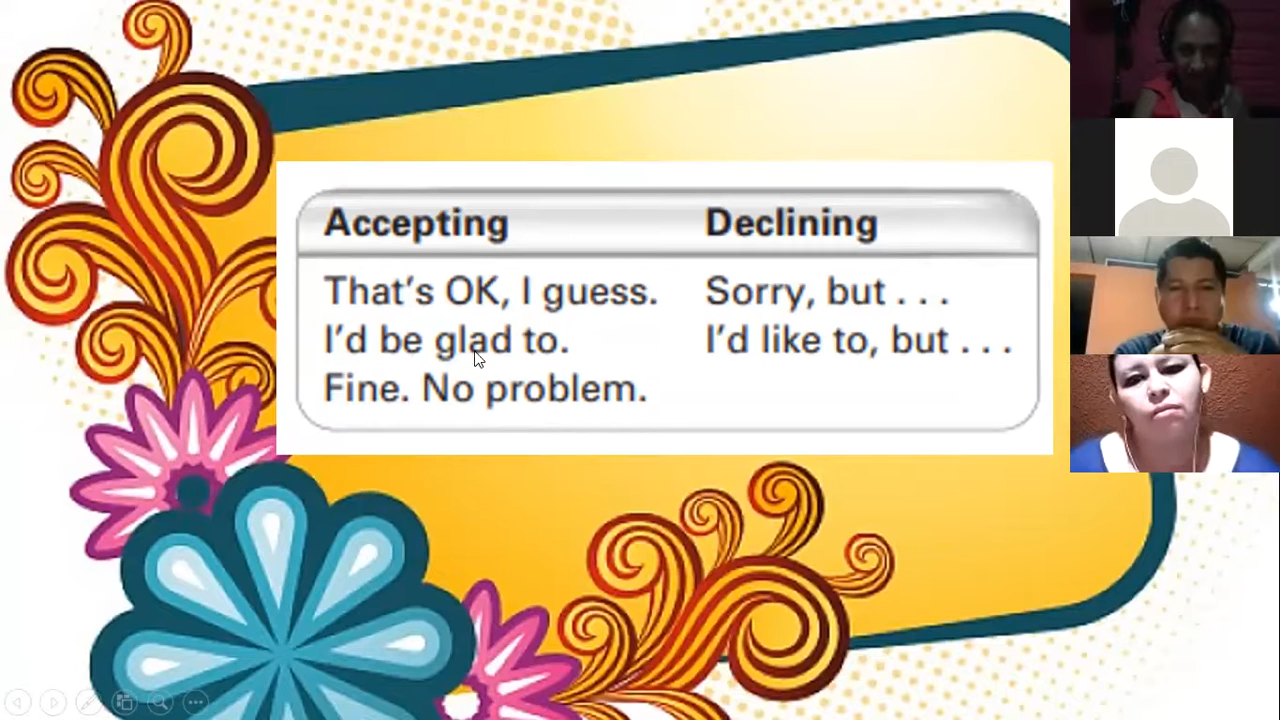 Accepting Declining
That's OK, I guess. Sorry, but . . .
I'd be glad to. I'd like to, but . . .
Fine. No problem.